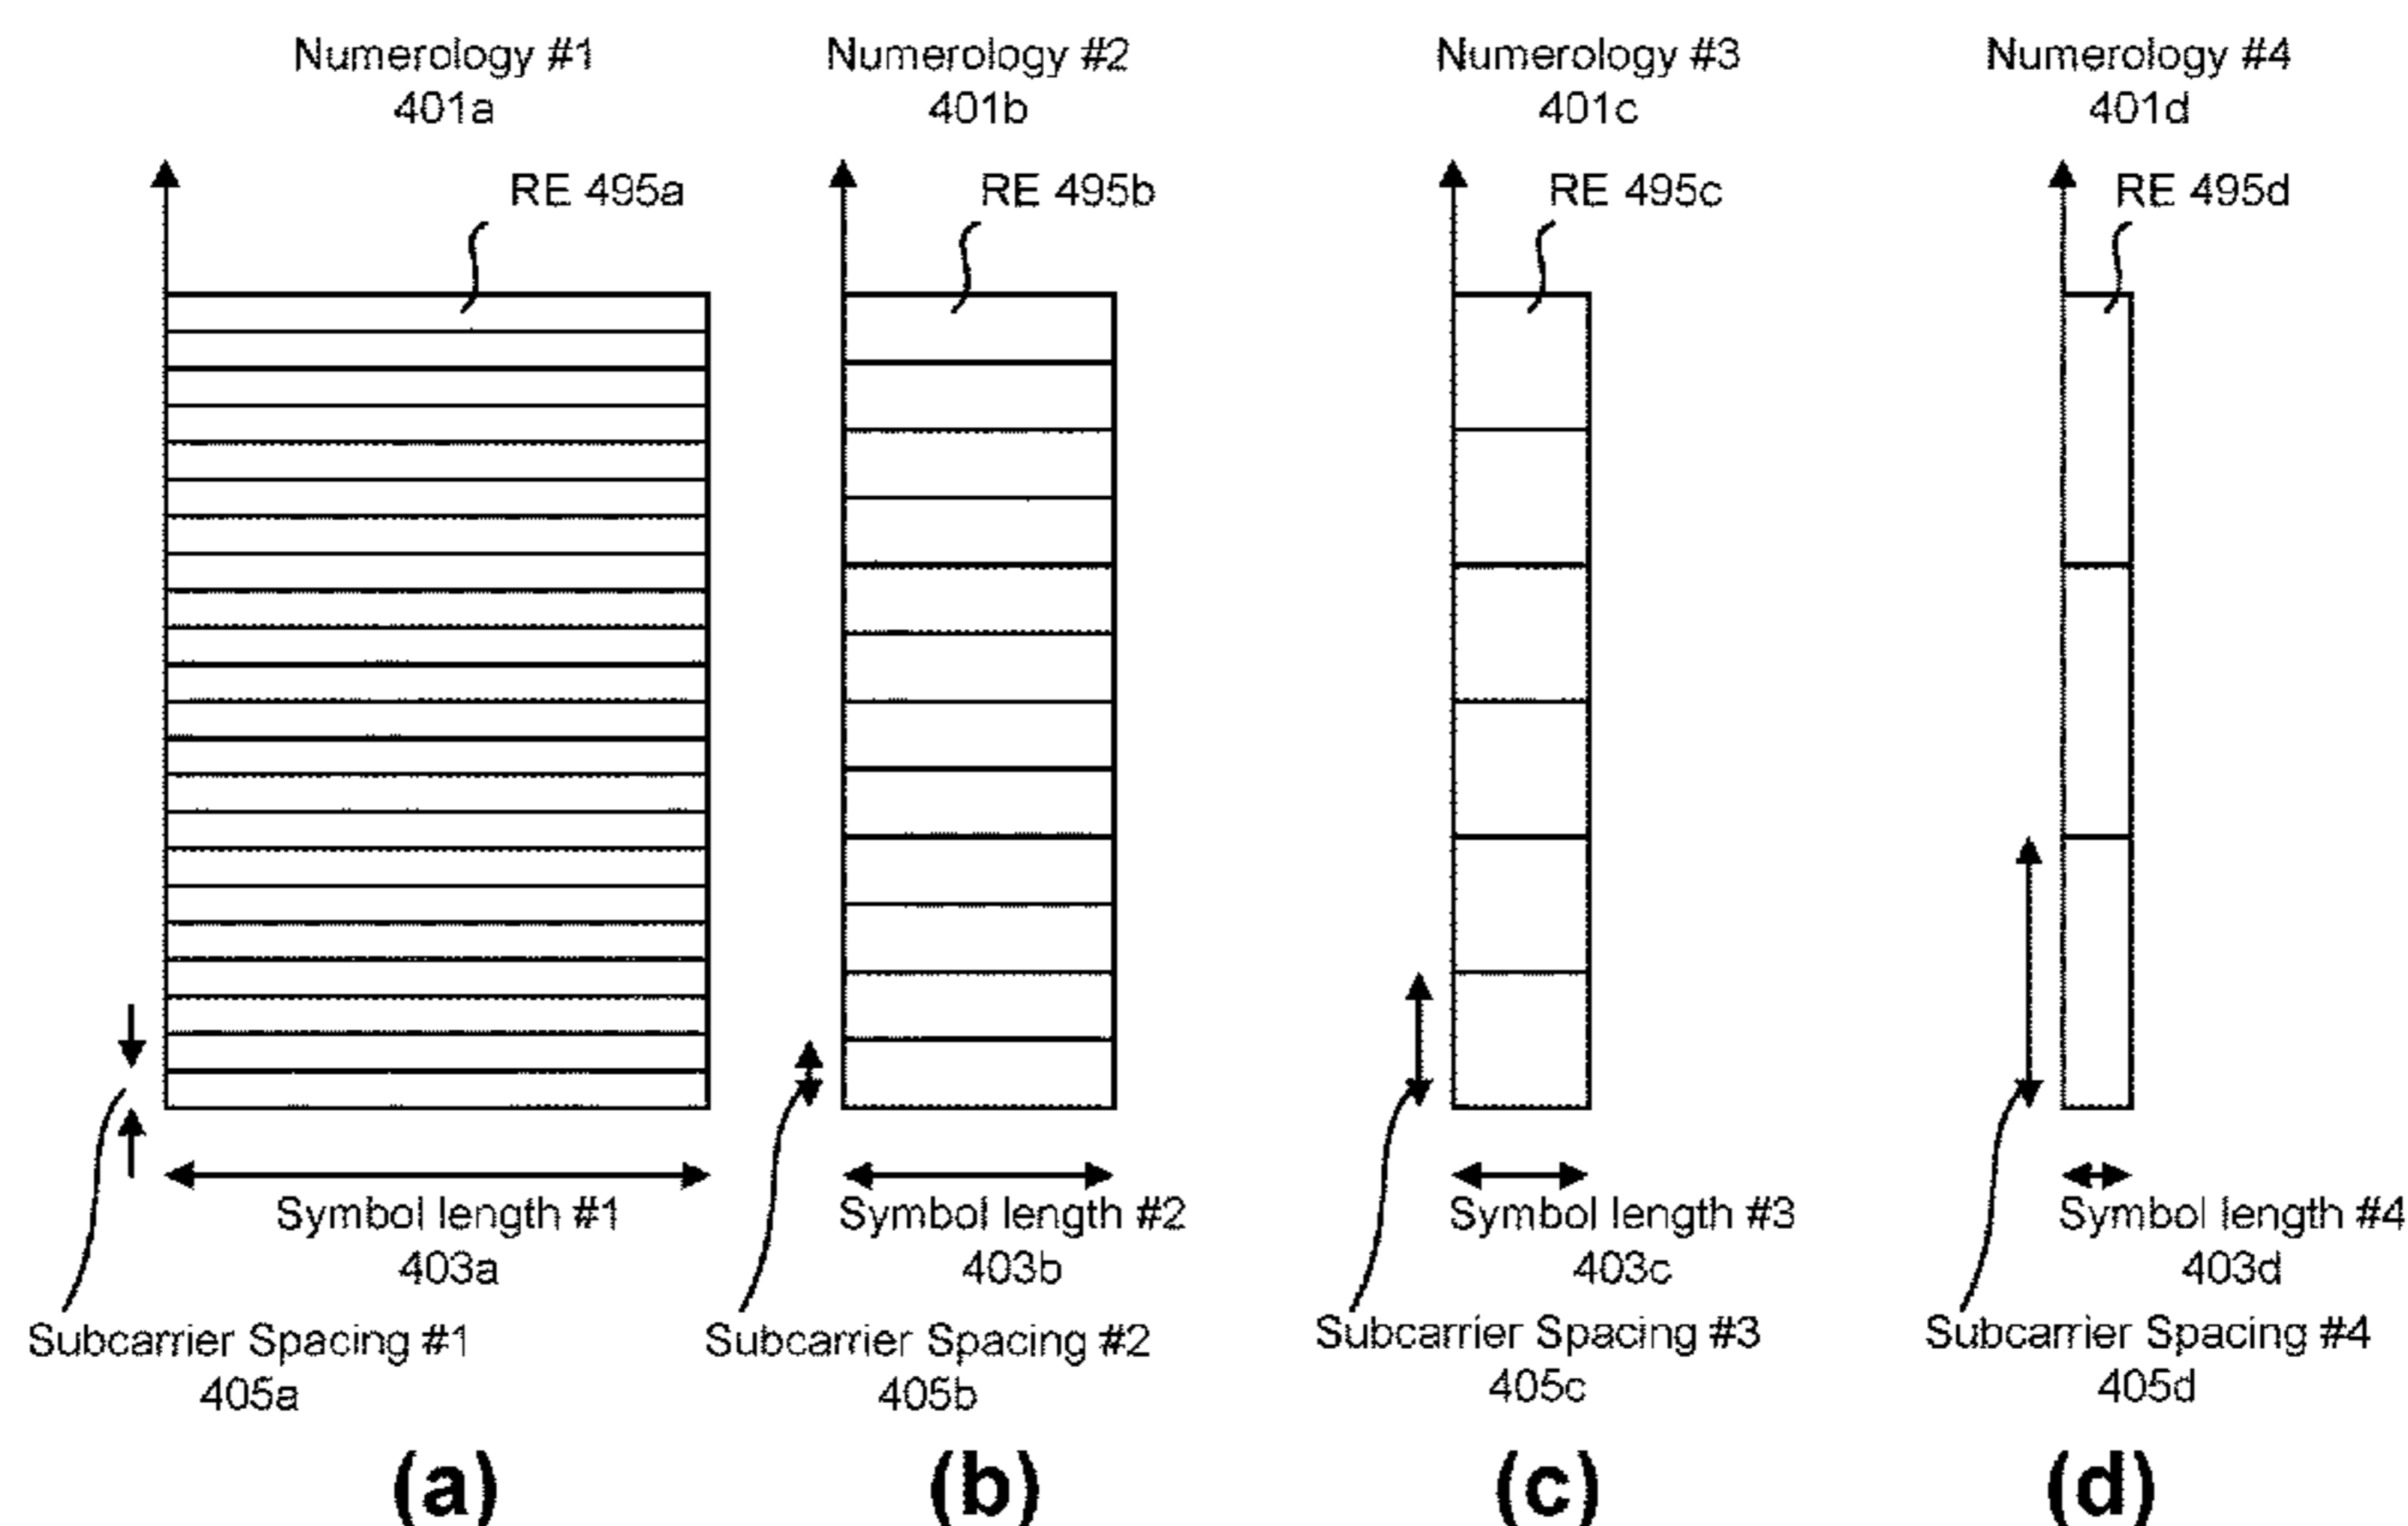 Numerology #1
401a
Numerology #2
401b
Numerology #3
401c
Numerology #4
401d
RE 495a
RE 495b
RE 495c
RE 495d
Symbol length #1
403a
Symbol length #2
403b
Symbol length #3
403c
Symbol length #4
403d
Subcarrier Spacing #1
405a
Subcarrier Spacing #2
405b
Subcarrier Spacing #3
405c
Subcarrier Spacing #4
405d
(a)
(b)
(c)
(d)